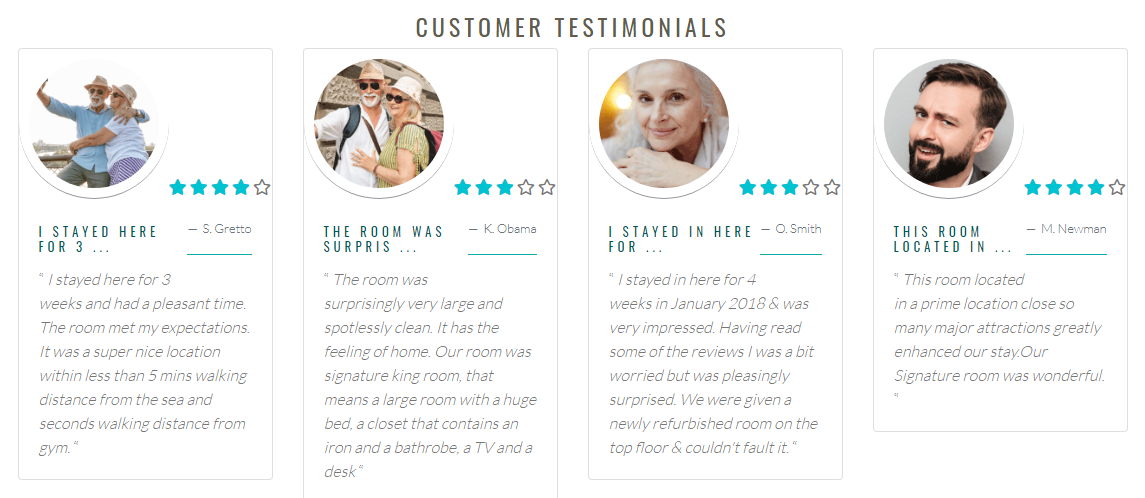 CUSTOMER TESTIMONIALS
I STAYED HERE
FOR 3 ...
— S. Gretto
“ I stayed here for 3
weeks and had a pleasant time.
The room met my expectations.
It was a super nice location
within less than 5 mins walking
distance from the sea and
seconds walking distance from
gym. “
THE ROOM WAS
SURPRIS ...
— K. Obama
“ The room was
surprisingly very large and
spotlessly clean. It has the
feeling of home. Our room was
signature king room, that
means a large room with a huge
bed, a closet that contains an
iron and a bathrobe, a TV and a
desk “
I STAYED IN HERE
FOR ...
— O. Smith
“ I stayed in here for 4
weeks in January 2018 & was
very impressed. Having read
some of the reviews I was a bit
worried but was pleasingly
surprised. We were given a
newly refurbished room on the
top floor & couldn't fault it. “
THIS ROOM
LOCATED IN ...
— M. Newman
“ This room located
in a prime location close so
many major attractions greatly
enhanced our stay.Our
Signature room was wonderful.
“